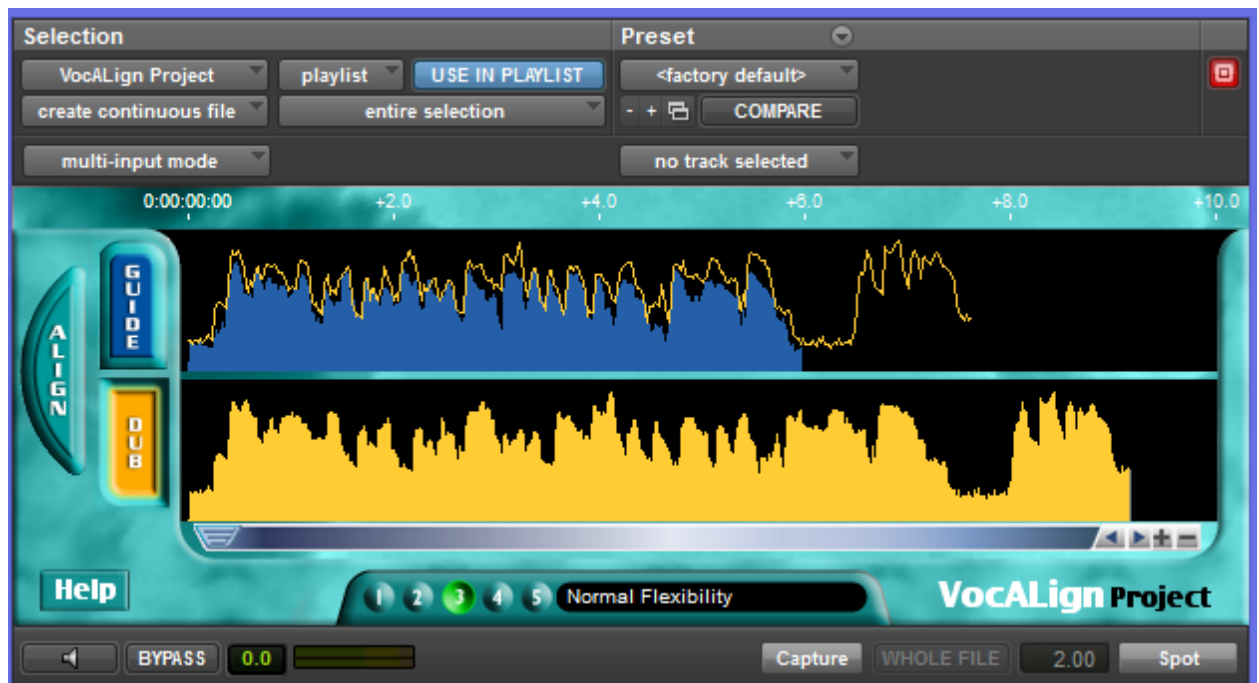 Selection Preset
VocALign Project playlist USE IN PLAYLIST <factory default>
create continuous file entire selection - + COMPARE
multi-input mode no track selected
0:00:00:00 +2.0 +4.0 +6.0 +8.0 +10.0
GUIDE
ALIGN
DUB
Help 1 2 3 4 5 Normal Flexibility VocALign Project
BYPASS 0.0 Capture WHOLE FILE 2.00 Spot